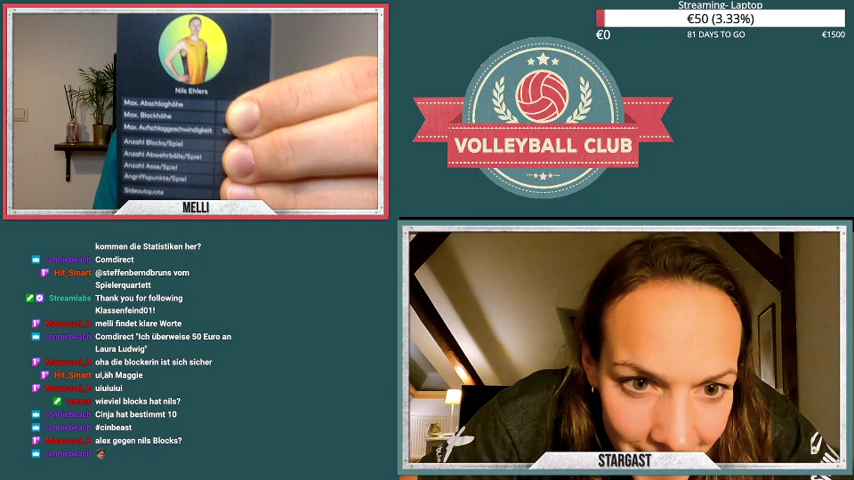 Nils Ehlers
Max. Abschlaghöhe
Max. Blockhöhe
Max. Aufschlaggeschwindigkeit
Anzahl Blocks/Spiel
Anzahl Abwehrbälle/Spiel
Anzahl Asse/Spiel
Angriffspunkte/Spiel
Sideoutquote
MELLI
Streaming- Laptop
€50 (3.33%)
€0 81 DAYS TO GO €1500
VOLLEYBALL CLUB
kommen die Statistiken her?
ronniebeach Comdirect
Hit_Smart @steffenberndbruns vom
Spielerquartett
Streamlabs Thank you for following
Klassenfeind01!
melli findet klare Worte
ronniebeach Comdirect "Ich überweise 50 Euro an
Laura Ludwig"
oha die blockerin ist sich sicher
Hit_Smart ui,äh Maggie
uiuiuiui
wieviel blocks hat nils?
ronniebeach Cinja hat bestimmt 10
ronniebeach #cinbeast
alex gegen nils Blocks?
ronniebeach
STARGAST